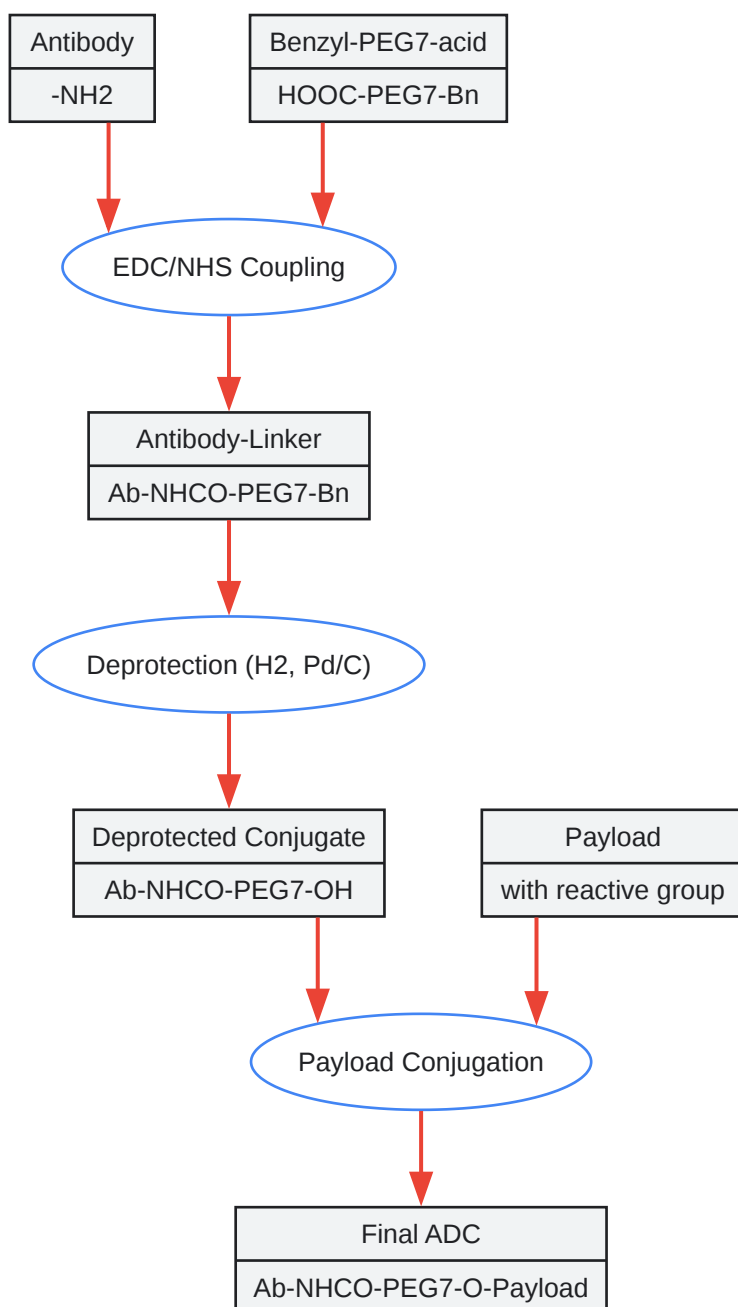 Antibody
-NH2
Benzyl-PEG7-acid
HOOC-PEG7-Bn
EDC/NHS Coupling
Antibody-Linker
Ab-NHCO-PEG7-Bn
Deprotection (H2, Pd/C)
Deprotected Conjugate
Ab-NHCO-PEG7-OH
Payload
with reactive group
Payload Conjugation
Final ADC
Ab-NHCO-PEG7-O-Payload